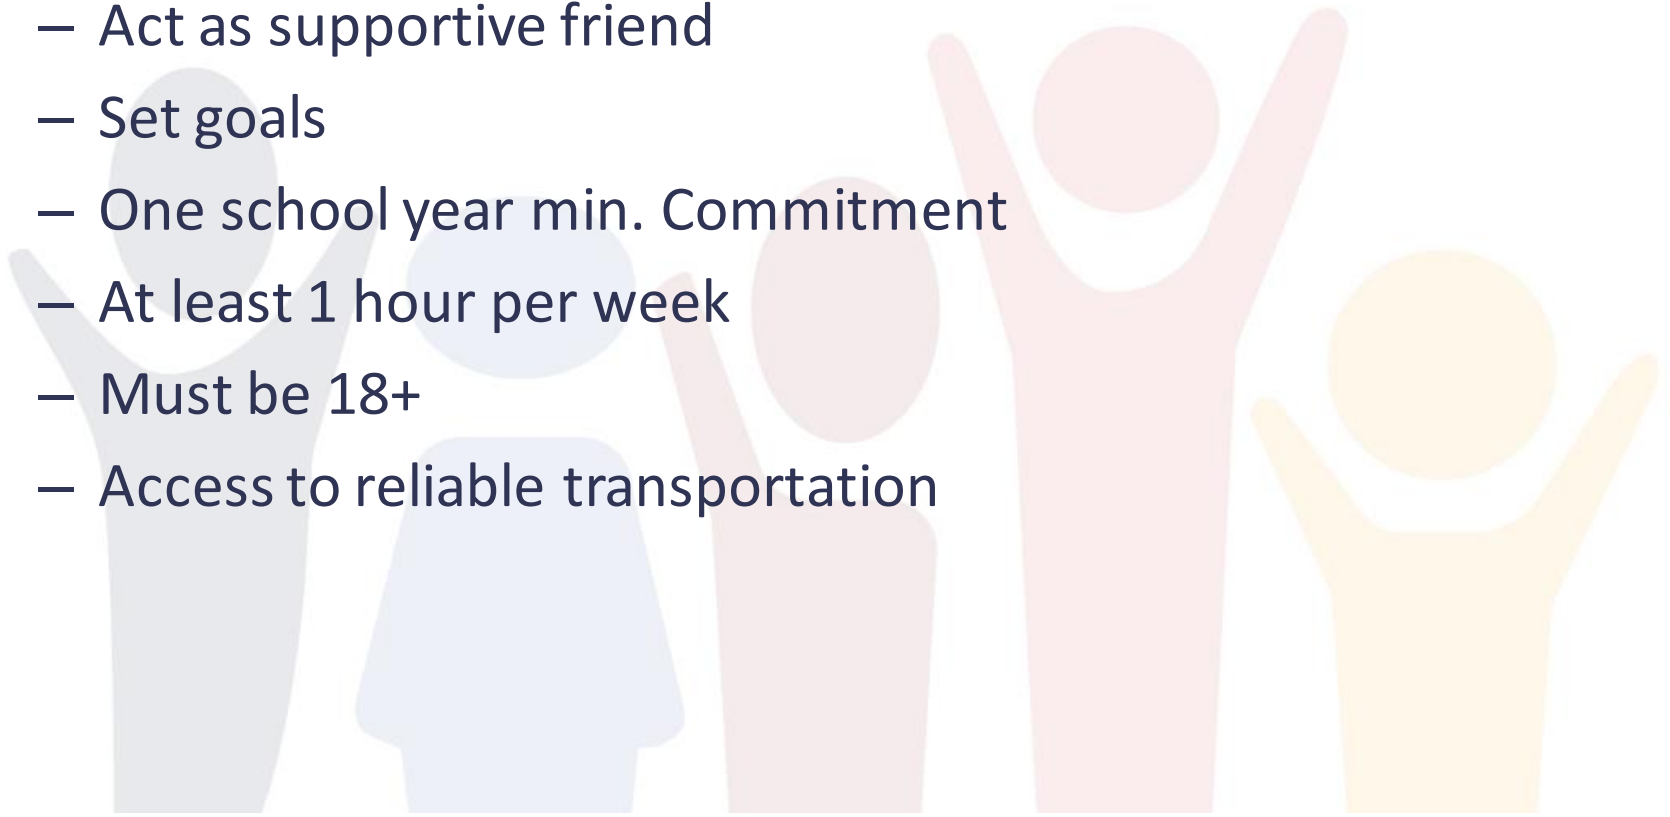 – Act as supportive friend
– Set goals
– One school year min. Commitment
– At least 1 hour per week
– Must be 18+
– Access to reliable transportation